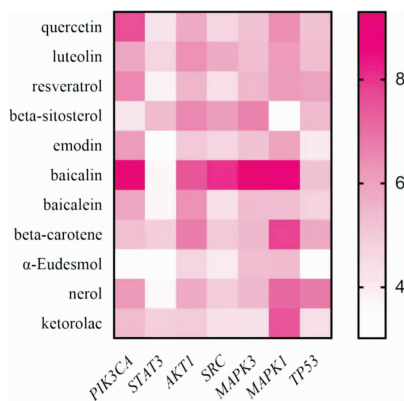 quercetin
luteolin
resveratrol
beta-sitosterol
emodin
baicalin
baicalein
beta-carotene
α-Eudesmol
nerol
ketorolac
PIK3CA STAT3 AKT1 SRC MAPK3 MAPK1 TP53
8
6
4